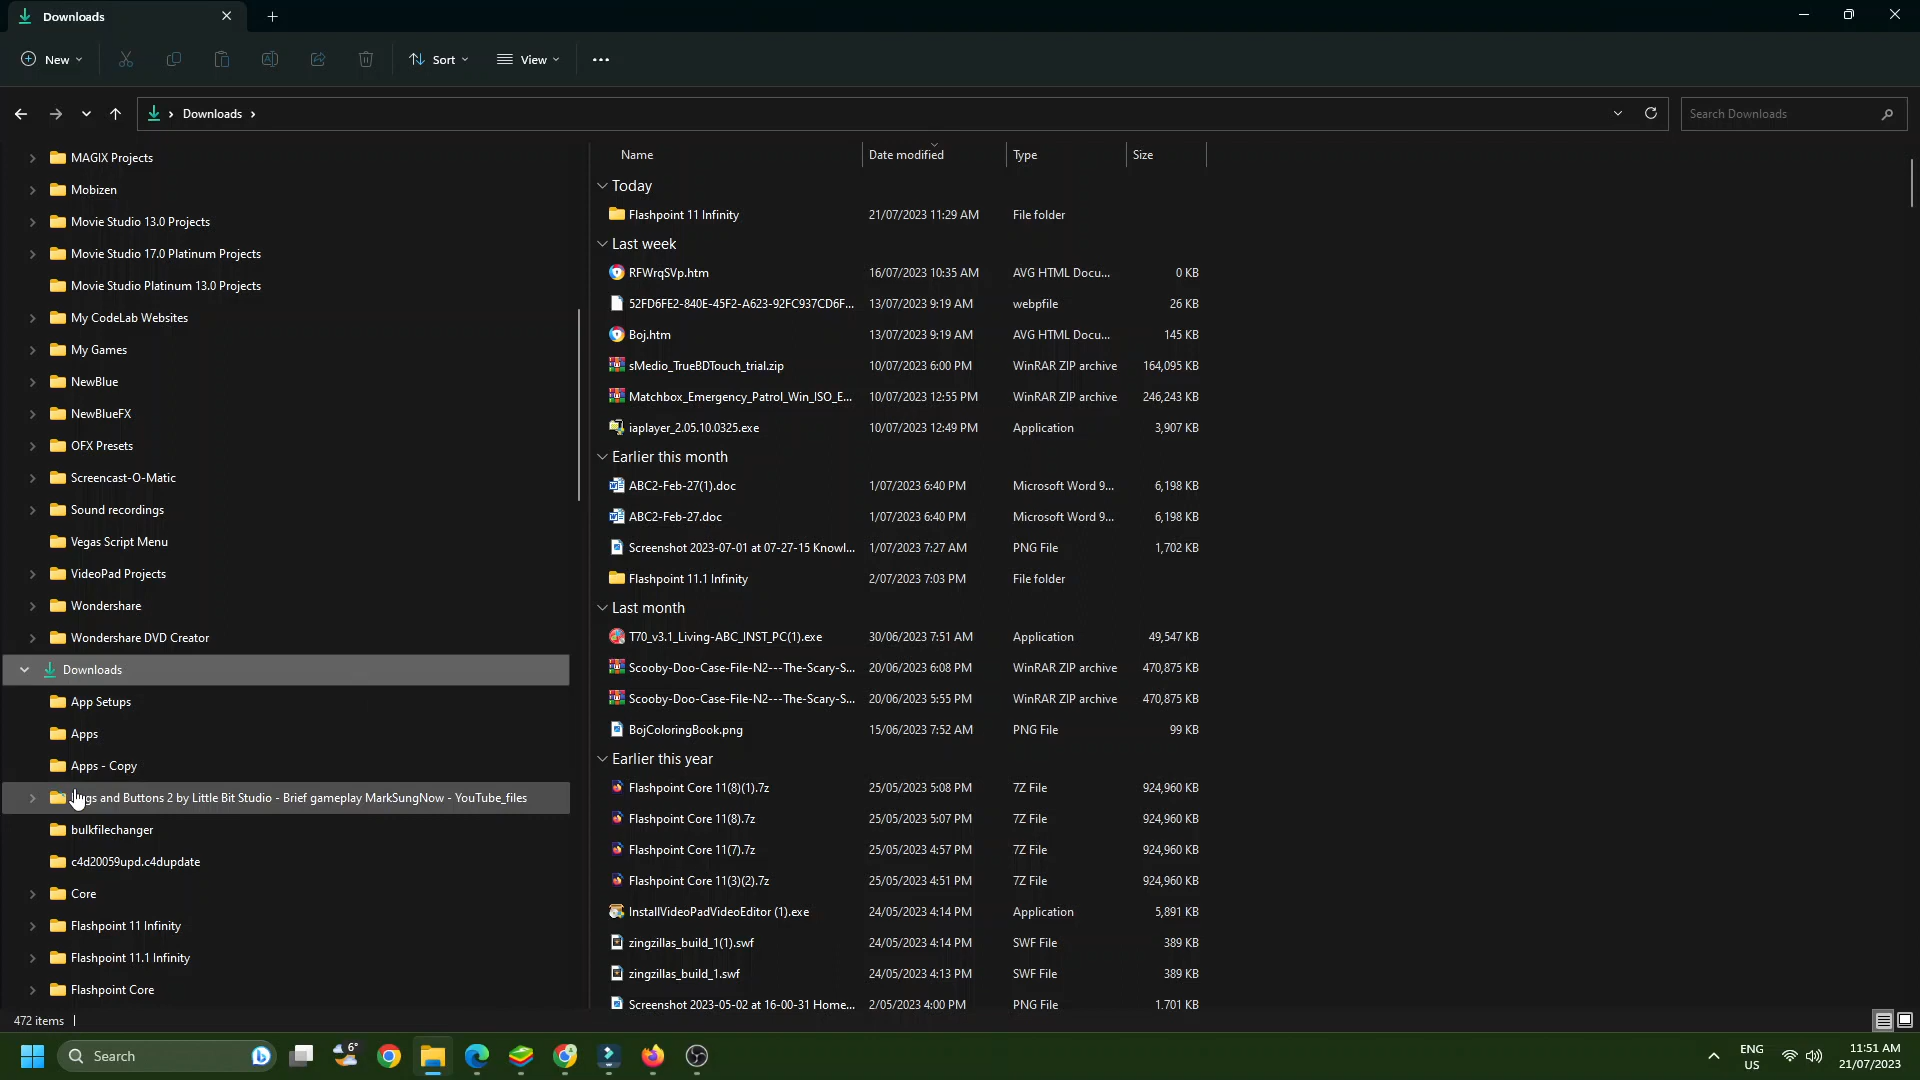 Downloads
New
Sort
View
Downloads
Search Downloads
MAGIX Projects
Mobizen
Movie Studio 13.0 Projects
Movie Studio 17.0 Platinum Projects
Movie Studio Platinum 13.0 Projects
My CodeLab Websites
My Games
NewBlue
NewBlueFX
OFX Presets
Screencast-O-Matic
Sound recordings
Vegas Script Menu
VideoPad Projects
Wondershare
Wondershare DVD Creator
Downloads
App Setups
Apps
Apps - Copy
and Buttons 2 by Little Bit Studio - Brief gameplay MarkSungNow - YouTube_files
bulkfilechanger
c4d20059upd.c4dupdate
Core
Flashpoint 11 Infinity
Flashpoint 11.1 Infinity
Flashpoint Core
Name Date modified Type Size
Today
Flashpoint 11 Infinity 21/07/2023 11:29 AM File folder
Last week
RFWrqSVp.htm 16/07/2023 10:35 AM AVG HTML Docu... 0 KB
52FD6FE2-840E-45F2-A623-92FC937CD6F... 13/07/2023 9:19 AM webpfile 26 KB
Boj.htm 13/07/2023 9:19 AM AVG HTML Docu... 145 KB
sMedio_TrueBDTouch_trial.zip 10/07/2023 6:00 PM WinRAR ZIP archive 164,095 KB
Matchbox_Emergency_Patrol_Win_ISO_E... 10/07/2023 12:55 PM WinRAR ZIP archive 246,243 KB
iaplayer_2.05.10.0325.exe 10/07/2023 12:49 PM Application 3,907 KB
Earlier this month
ABC2-Feb-27(1).doc 1/07/2023 6:40 PM Microsoft Word 9... 6,198 KB
ABC2-Feb-27.doc 1/07/2023 6:40 PM Microsoft Word 9... 6,198 KB
Screenshot 2023-07-01 at 07-27-15 Knowl... 1/07/2023 7:27 AM PNG File 1,702 KB
Flashpoint 11.1 Infinity 2/07/2023 7:03 PM File folder
Last month
T70_v3.1_Living-ABC_INST_PC(1).exe 30/06/2023 7:51 AM Application 49,547 KB
Scooby-Doo-Case-File-N2---The-Scary-S... 20/06/2023 6:08 PM WinRAR ZIP archive 470,875 KB
Scooby-Doo-Case-File-N2---The-Scary-S... 20/06/2023 5:55 PM WinRAR ZIP archive 470,875 KB
BojColoringBook.png 15/06/2023 7:52 AM PNG File 99 KB
Earlier this year
Flashpoint Core 11(8)(1).7z 25/05/2023 5:08 PM 7Z File 924,960 KB
Flashpoint Core 11(8).7z 25/05/2023 5:07 PM 7Z File 924,960 KB
Flashpoint Core 11(7).7z 25/05/2023 4:57 PM 7Z File 924,960 KB
Flashpoint Core 11(3)(2).7z 25/05/2023 4:51 PM 7Z File 924,960 KB
InstallVideoPadVideoEditor (1).exe 24/05/2023 4:14 PM Application 5,891 KB
zingzillas_build_1(1).swf 24/05/2023 4:14 PM SWF File 389 KB
zingzillas_build_1.swf 24/05/2023 4:13 PM SWF File 389 KB
Screenshot 2023-05-02 at 16-00-31 Home... 2/05/2023 4:00 PM PNG File 1,701 KB
472 items
Search
6°
ENG
US
11:51 AM
21/07/2023